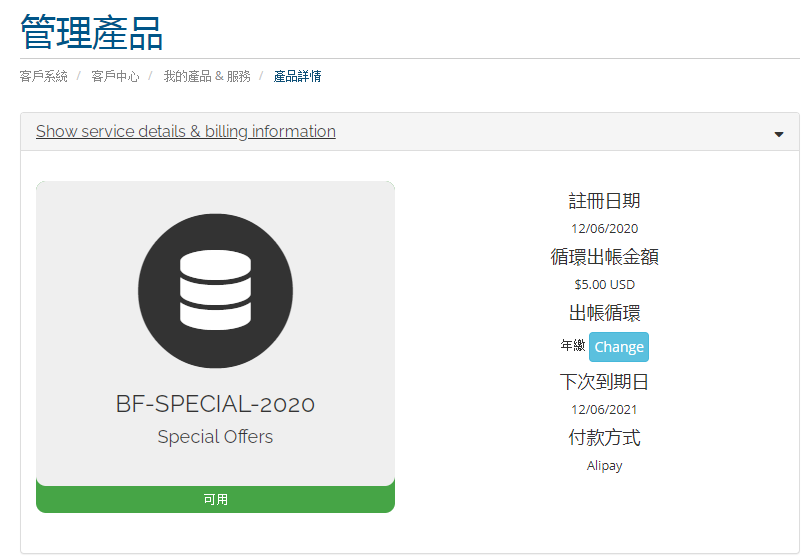 管理產品
客戶系統 / 客戶中心 / 我的產品 & 服務 / 產品詳情
Show service details & billing information
BF-SPECIAL-2020
Special Offers
可用
註冊日期
12/06/2020
循環出帳金額
$5.00 USD
出帳循環
年繳 Change
下次到期日
12/06/2021
付款方式
Alipay